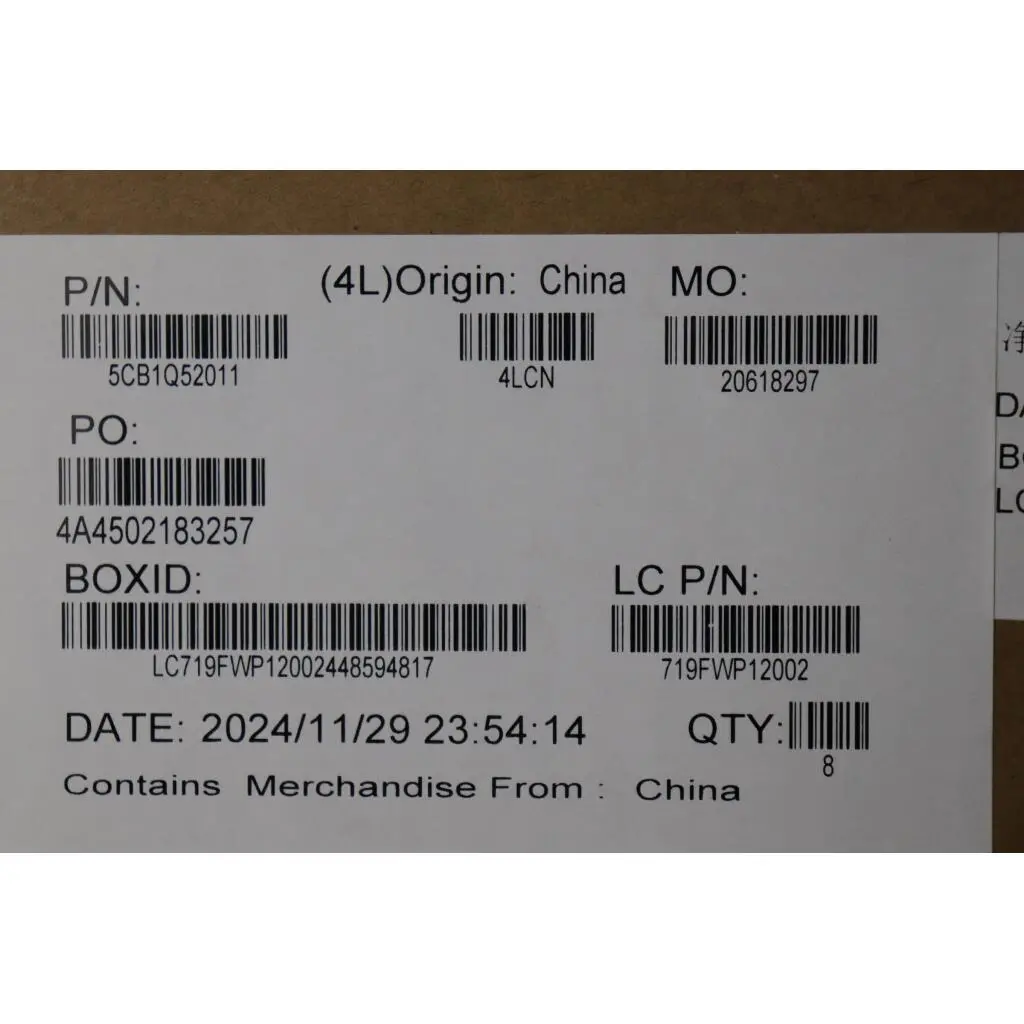 P/N: (4L)Origin: China MO:
5CB1Q52011 4LCN 20618297
PO:
4A4502183257
BOXID: LC P/N:
LC719FWP12002448594817 719FWP12002
DATE: 2024/11/29 23:54:14 QTY:
8
Contains Merchandise From : China
净